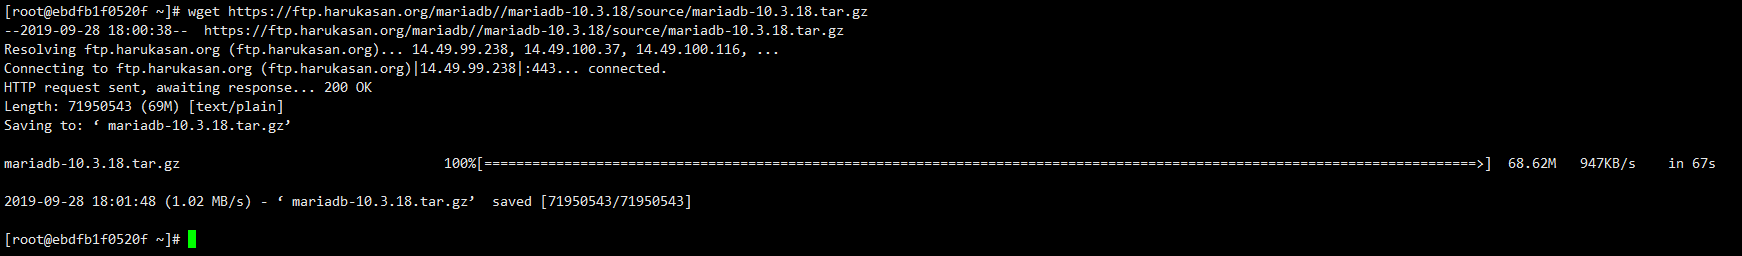 [root@ebdfb1f0520f ~]# wget https://ftp.harukasan.org/mariadb//mariadb-10.3.18/source/mariadb-10.3.18.tar.gz
--2019-09-28 18:00:38--  https://ftp.harukasan.org/mariadb//mariadb-10.3.18/source/mariadb-10.3.18.tar.gz
Resolving ftp.harukasan.org (ftp.harukasan.org)... 14.49.99.238, 14.49.100.37, 14.49.100.116, ...
Connecting to ftp.harukasan.org (ftp.harukasan.org)|14.49.99.238|:443... connected.
HTTP request sent, awaiting response... 200 OK
Length: 71950543 (69M) [text/plain]
Saving to: ‘ mariadb-10.3.18.tar.gz’
mariadb-10.3.18.tar.gz 100%[============================================================================================================================>] 68.62M 947KB/s in 67s
2019-09-28 18:01:48 (1.02 MB/s) - ‘ mariadb-10.3.18.tar.gz’ saved [71950543/71950543]
[root@ebdfb1f0520f ~]#